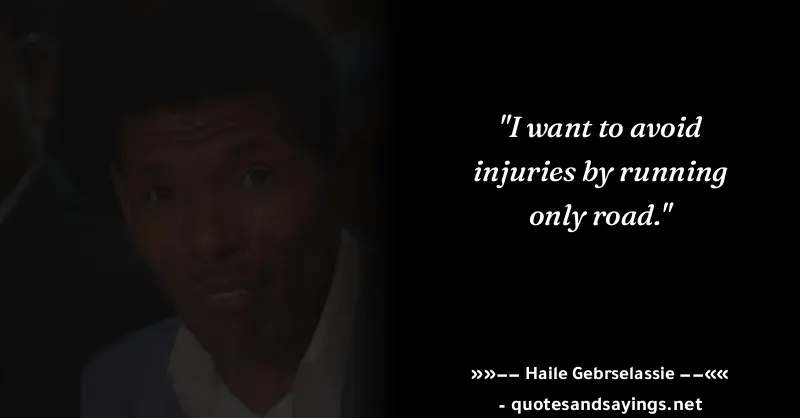 "I want to avoid
injuries by running
only road."
»»−− Haile Gebrselassie −−««
- quotesandsayings.net